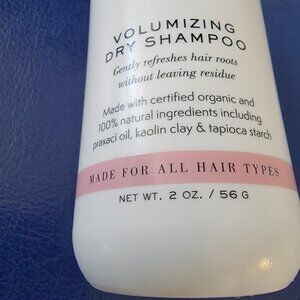 VOLUMIZING
DRY SHAMPOO
Gently refreshes hair roots
without leaving residue
Made with certified organic and
100% natural ingredients including
praxaci oil, kaolin clay & tapioca starch
MADE FOR ALL HAIR TYPES
NET WT. 2 OZ. / 56 G